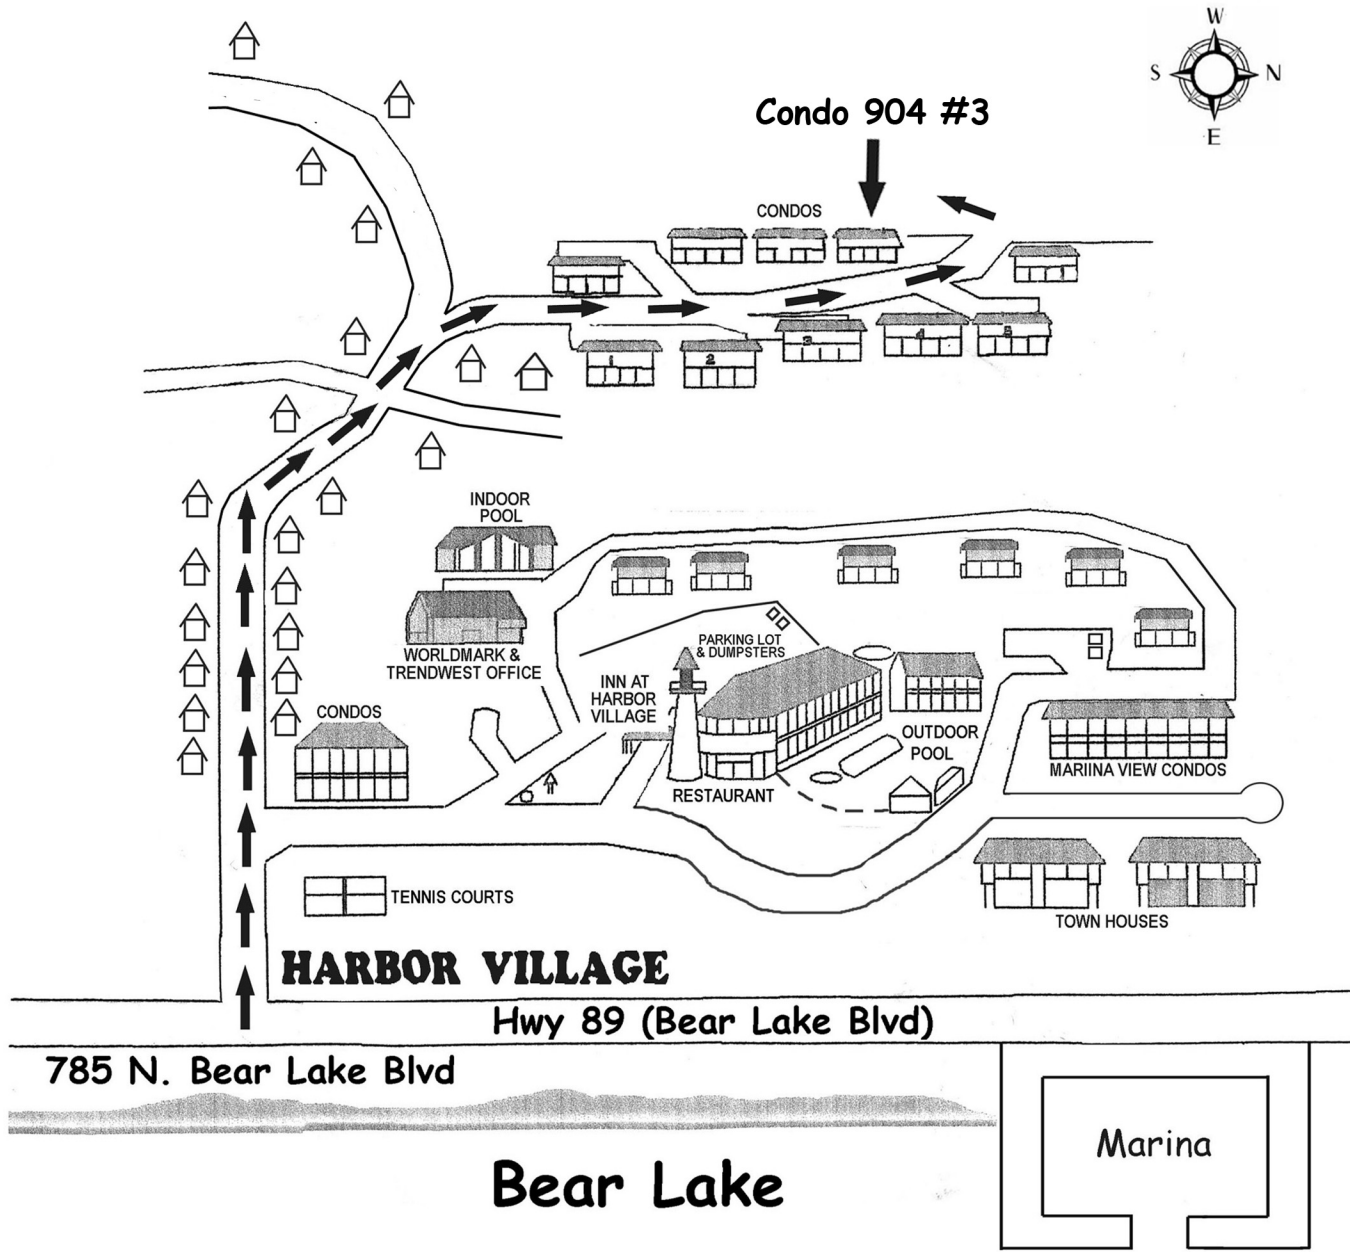 W
S N
E
Condo 904 #3
CONDOS
1
1
1
2
3
4
5
INDOOR
POOL
WORLDMARK &
TRENDWEST OFFICE
PARKING LOT
& DUMPSTERS
INN AT
HARBOR
VILLAGE
CONDOS
OUTDOOR
POOL
RESTAURANT
MARIINA VIEW CONDOS
TENNIS COURTS
TOWN HOUSES
HARBOR VILLAGE
Hwy 89 (Bear Lake Blvd)
785 N. Bear Lake Blvd
Marina
Bear Lake